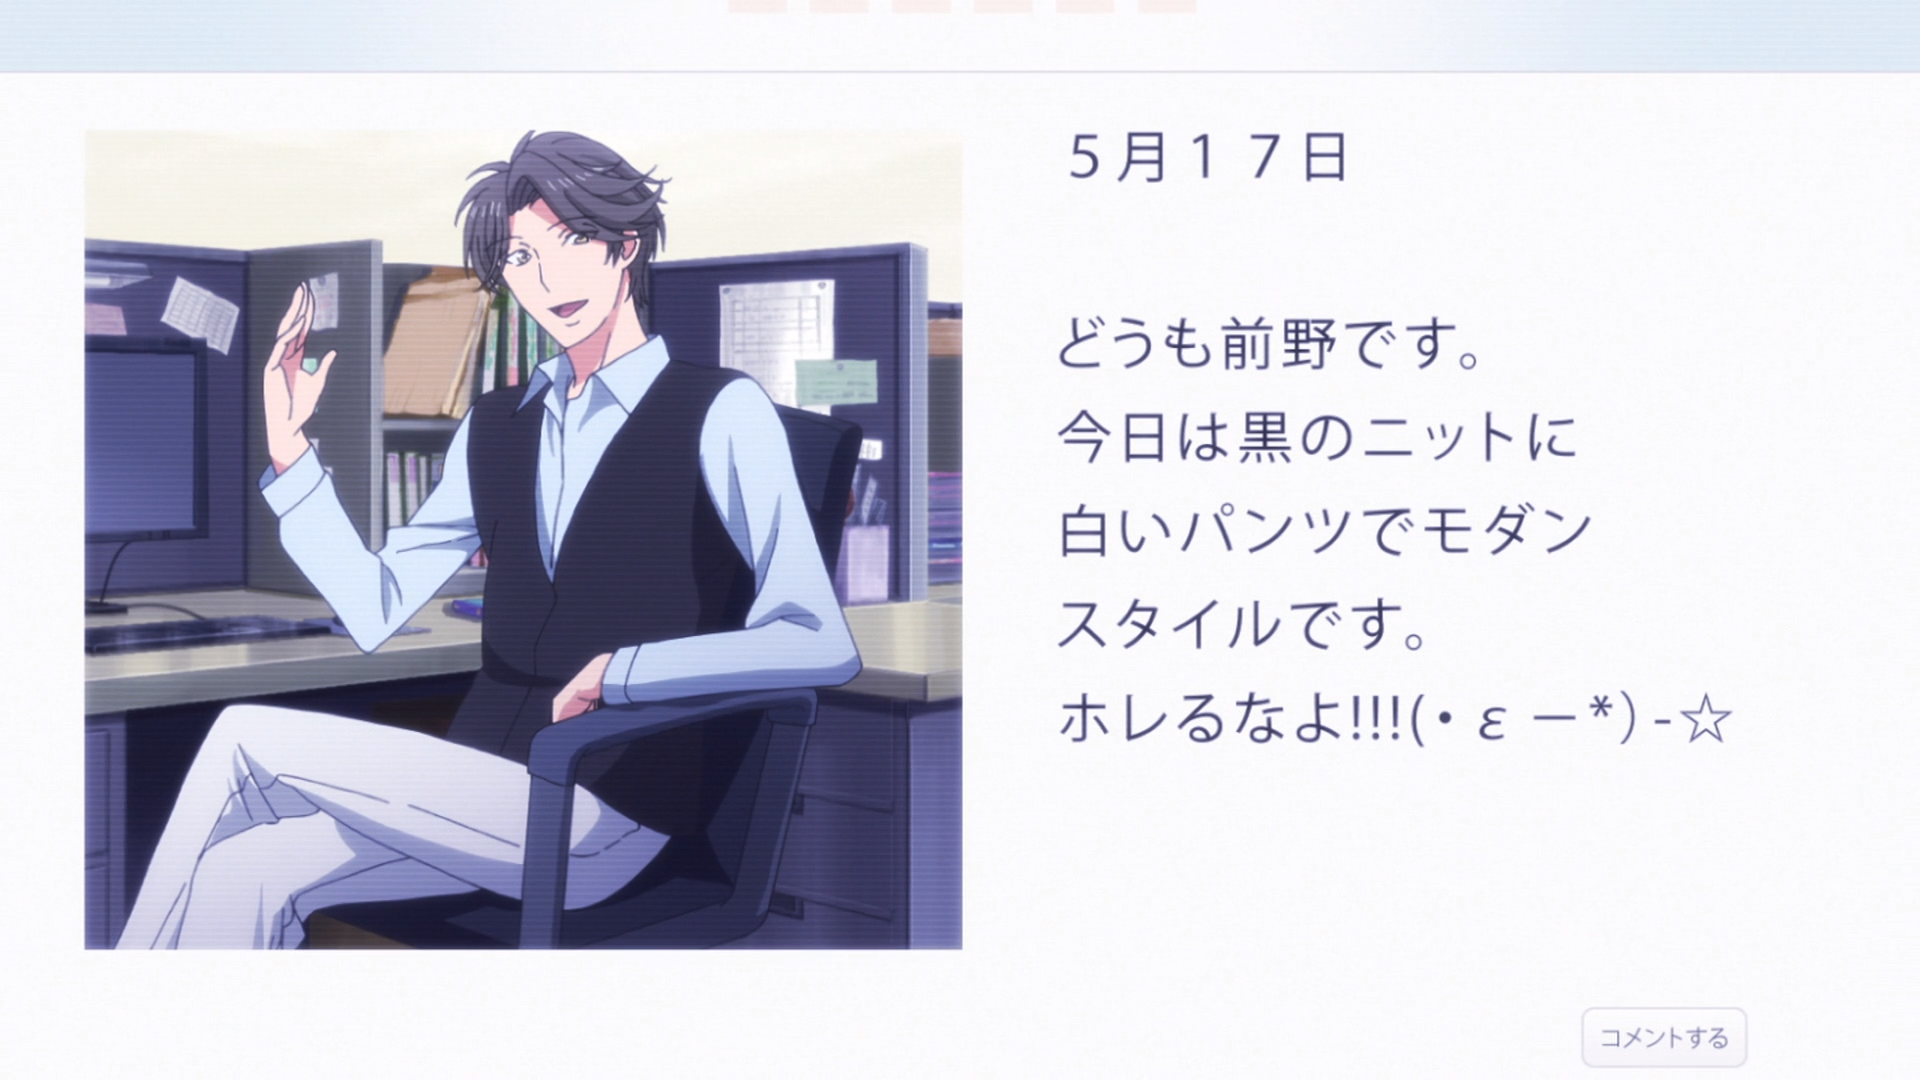 ５月１７日
どうも前野です。
今日は黒のニットに
白いパンツでモダン
スタイルです。
ホレるなよ!!!(・ε－*)-☆
コメントする